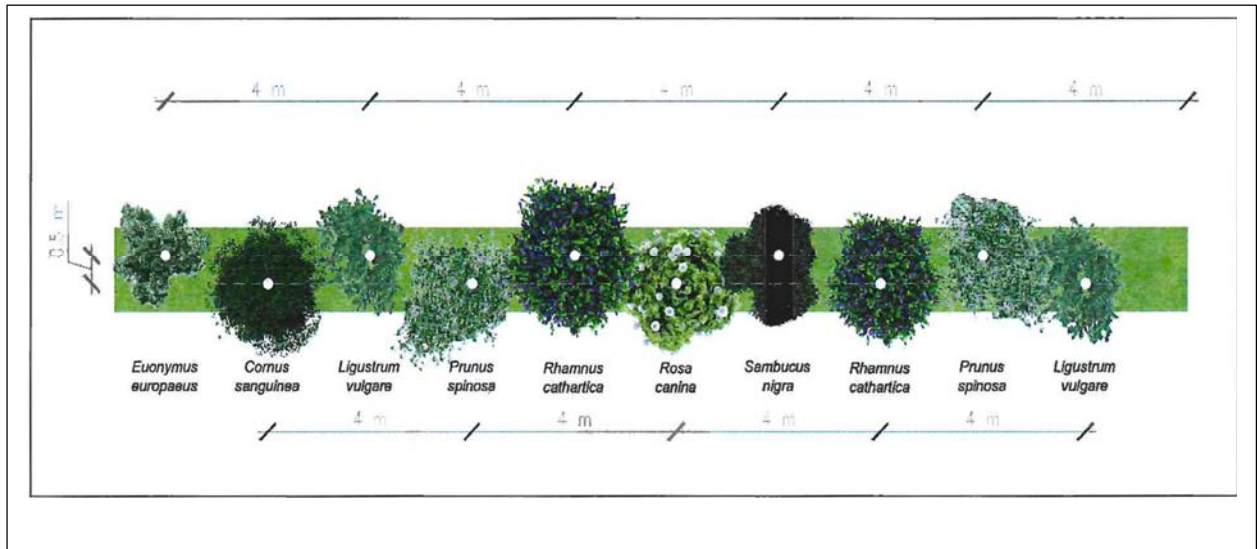 4 m 4 m 4 m 4 m 4 m
0.5 m
Euonymus europaeus
Cornus sanguinea
Ligustrum vulgare
Prunus spinosa
Rhamnus cathartica
Rosa canina
Sambucus nigra
Rhamnus cathartica
Prunus spinosa
Ligustrum vulgare
4 m 4 m 4 m 4 m